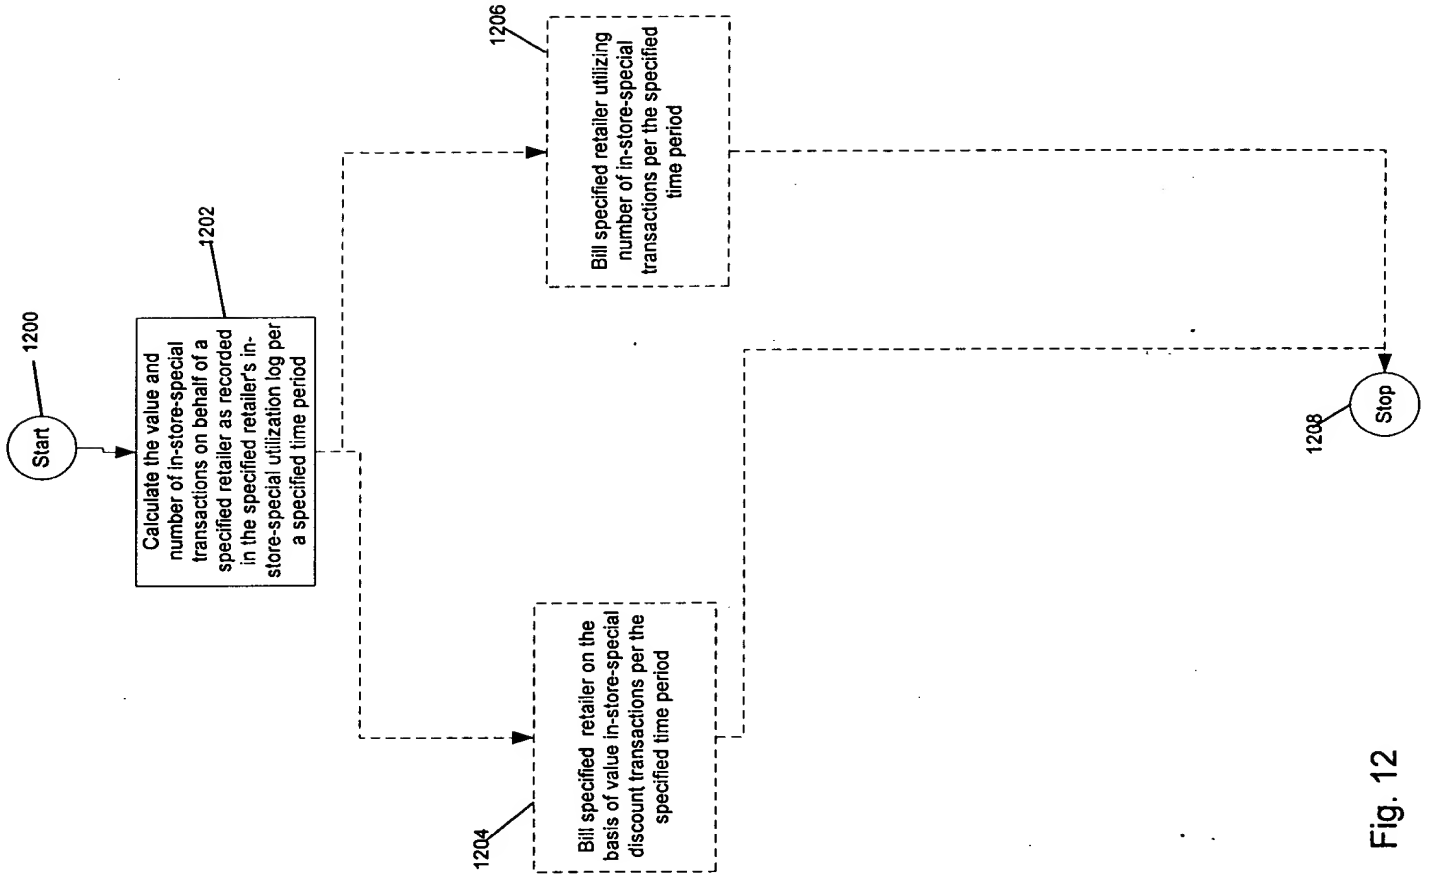 1200
Start
1202
Calculate the value and
number of in-store-special
transactions on behalf of a
specified retailer as recorded
in the specified retailer's in-
store-special utilization log per
a specified time period
1204
Bill specified retailer on the
basis of value in-store-special
discount transactions per the
specified time period
1206
Bill specified retailer utilizing
number of in-store-special
transactions per the specified
time period
1208
Stop
Fig. 12